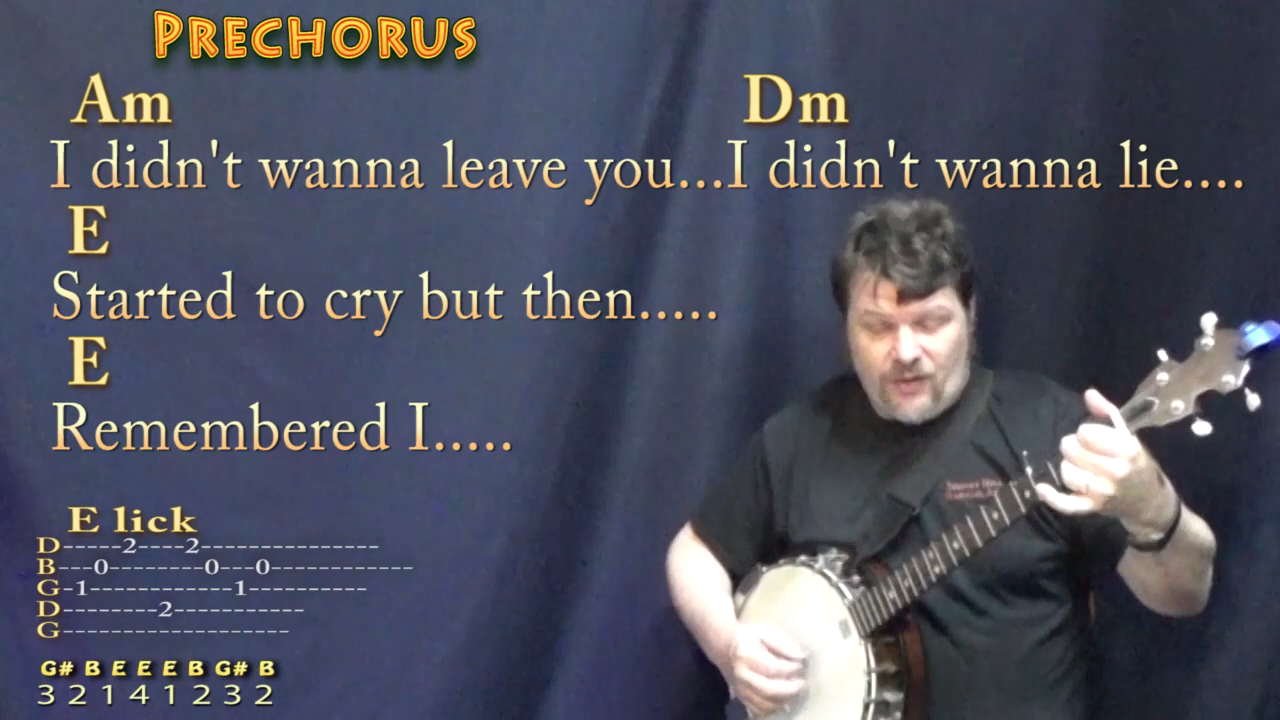 PRECHORUS
Am Dm
I didn't wanna leave you...I didn't wanna lie....
E
Started to cry but then.....
E
Remembered I.....
E lick
D-----2----2---------------
B---0--------0---0------------
G-1------------1----------
D--------2-----------
G-------------------
G# B E E E B G# B
3 2 1 4 1 2 3 2